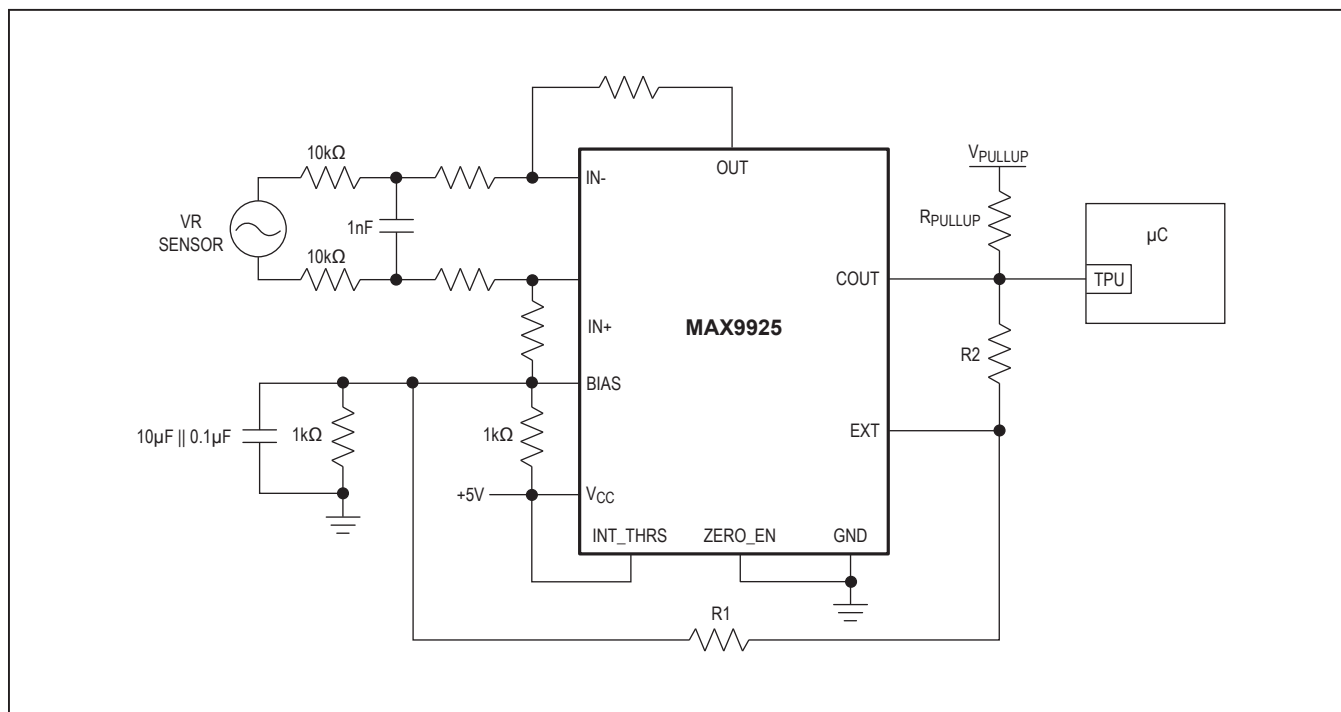 10kΩ
OUT
VPULLUP
IN-
RPULLUP
µC
VR
SENSOR
1nF
10kΩ
COUT
TPU
MAX9925
IN+
R2
BIAS
10µF || 0.1µF
1kΩ
1kΩ
EXT
+5V
VCC
INT_THRS
ZERO_EN
GND
R1